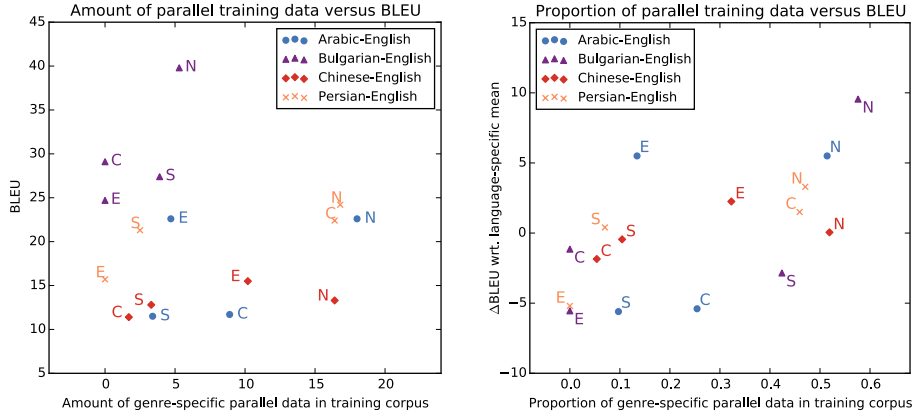 Amount of parallel training data versus BLEU
Arabic-English
Bulgarian-English
Chinese-English
Persian-English
BLEU
45
40
35
30
25
20
15
10
5
N
C
S
E
S
E
N
C
N
E
E
S
C
S
C
N
0
5
10
15
20
Amount of genre-specific parallel data in training corpus
Proportion of parallel training data versus BLEU
Arabic-English
Bulgarian-English
Chinese-English
Persian-English
ΔBLEU wrt. language-specific mean
15
10
5
0
−5
−10
N
E
N
N
E
C
S
S
N
C
C
S
E
E
S
C
0.0
0.1
0.2
0.3
0.4
0.5
0.6
Proportion of genre-specific parallel data in training corpus